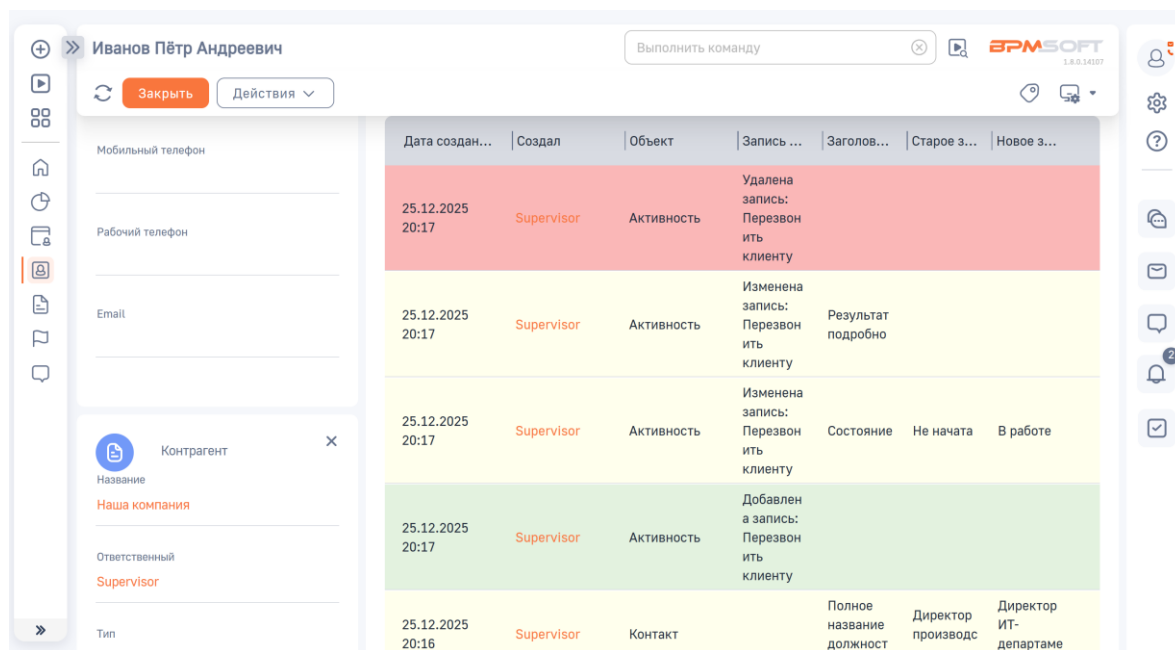 Иванов Пётр Андреевич
Выполнить команду
BPMSOFT
1.8.0.14107
Закрыть
Действия
Мобильный телефон
Рабочий телефон
Email
Контрагент
Название
Наша компания
Ответственный
Supervisor
Тип
Дата создан... Создал Объект Запись ... Заголов... Старое з... Новое з...
25.12.2025
20:17
Supervisor
Активность
Удалена
запись:
Перезвон
ить
клиенту
25.12.2025
20:17
Supervisor
Активность
Изменена
запись:
Перезвон
ить
клиенту
Результат
подробно
25.12.2025
20:17
Supervisor
Активность
Изменена
запись:
Перезвон
ить
клиенту
Состояние
Не начата
В работе
25.12.2025
20:17
Supervisor
Активность
Добавлен
а запись:
Перезвон
ить
клиенту
25.12.2025
20:16
Supervisor
Контакт
Полное
название
должност
Директор
производс
Директор
ИТ-
департаме
2